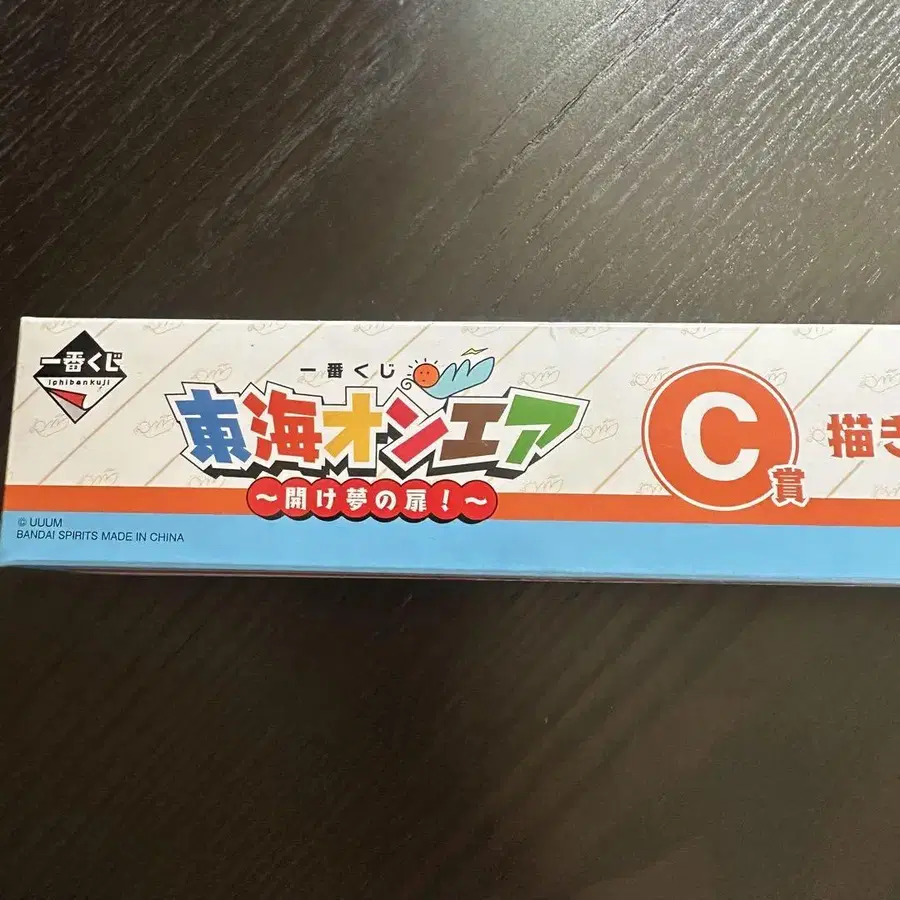 一番くじ
ichibankuji
一番くじ
東海オンエア
～開け夢の扉！～
C賞
描き
© UUUM
BANDAI SPIRITS MADE IN CHINA